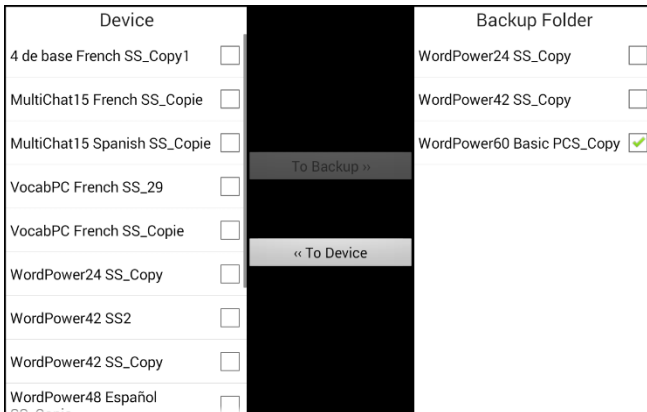 Device
4 de base French SS_Copy1
MultiChat15 French SS_Copie
MultiChat15 Spanish SS_Copie
VocabPC French SS_29
VocabPC French SS_Copie
WordPower24 SS_Copy
WordPower42 SS2
WordPower42 SS_Copy
WordPower48 Español
To Backup ››
‹‹ To Device
Backup Folder
WordPower24 SS_Copy
WordPower42 SS_Copy
WordPower60 Basic PCS_Copy